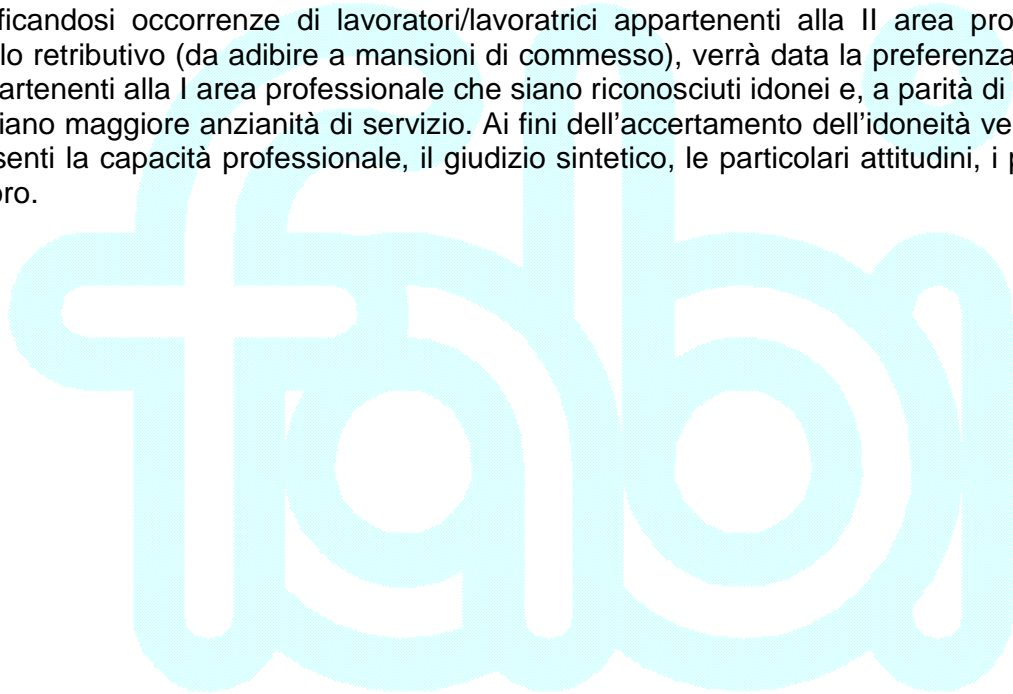 ficandosi occorrenze di lavoratori/lavoratrici appartenenti alla II area pro
lo retributivo (da adibire a mansioni di commesso), verrà data la preferenza
artenenti alla I area professionale che siano riconosciuti idonei e, a parità di
iano maggiore anzianità di servizio. Ai fini dell’accertamento dell’idoneità ve
senti la capacità professionale, il giudizio sintetico, le particolari attitudini, i p
oro.
fabi